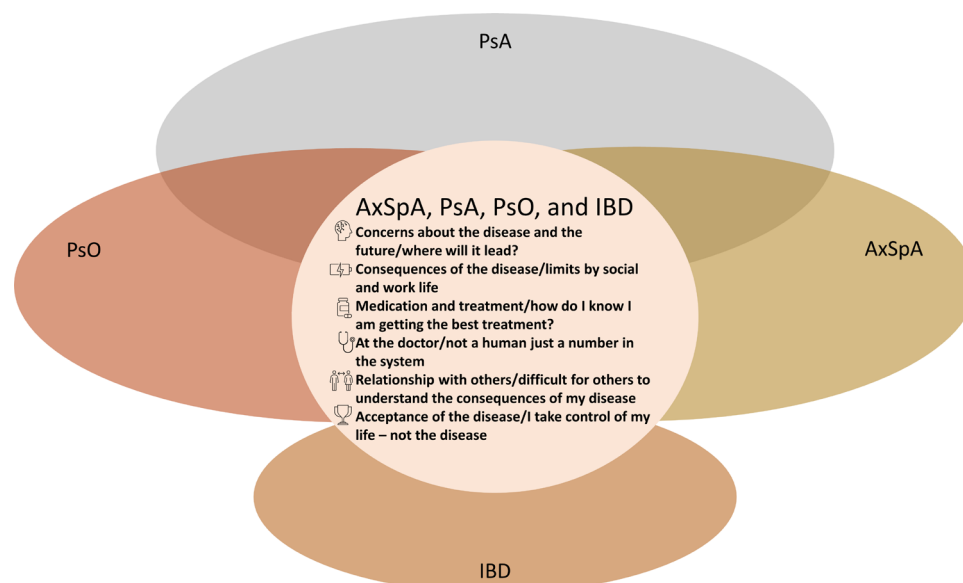 PsA
PsO
AxSpA
AxSpA, PsA, PsO, and IBD
Concerns about the disease and the
future/where will it lead?
Consequences of the disease/limits by social
and work life
Medication and treatment/how do I know I
am getting the best treatment?
At the doctor/not a human just a number in
the system
Relationship with others/difficult for others to
understand the consequences of my disease
Acceptance of the disease/I take control of my
life – not the disease
IBD